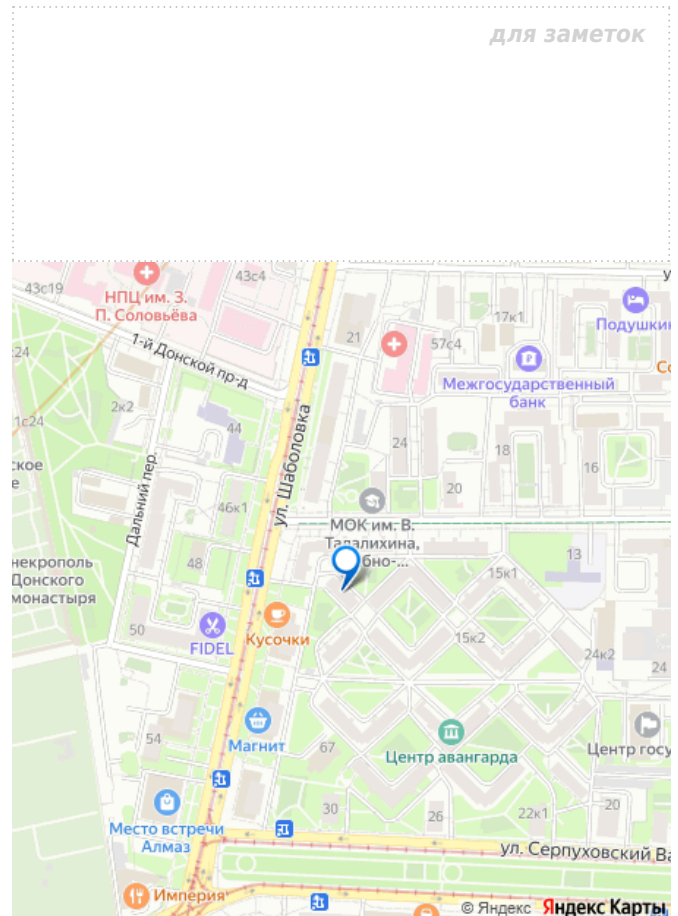 для заметок
43с19
43с4
НПЦ им. З.
П. Соловьёва
1-й Донской пр-д
21
57с4
17к1
Подушкин
Межгосударственный
банк
2к2
44
24
18
16
20
ул. Шаболовка
Дальний пер.
46к1
МОК им. В.
Талалихина,
бно-...
48
13
15к1
некрополь
Донского
монастыря
50
FIDEL
Кусочки
15к2
24к2
24
54
Магнит
67
Центр авангарда
Центр госу
Место встречи
Алмаз
30
26
22к1
20
ул. Серпуховский Ва
Империя
© Яндекс Яндекс Карты